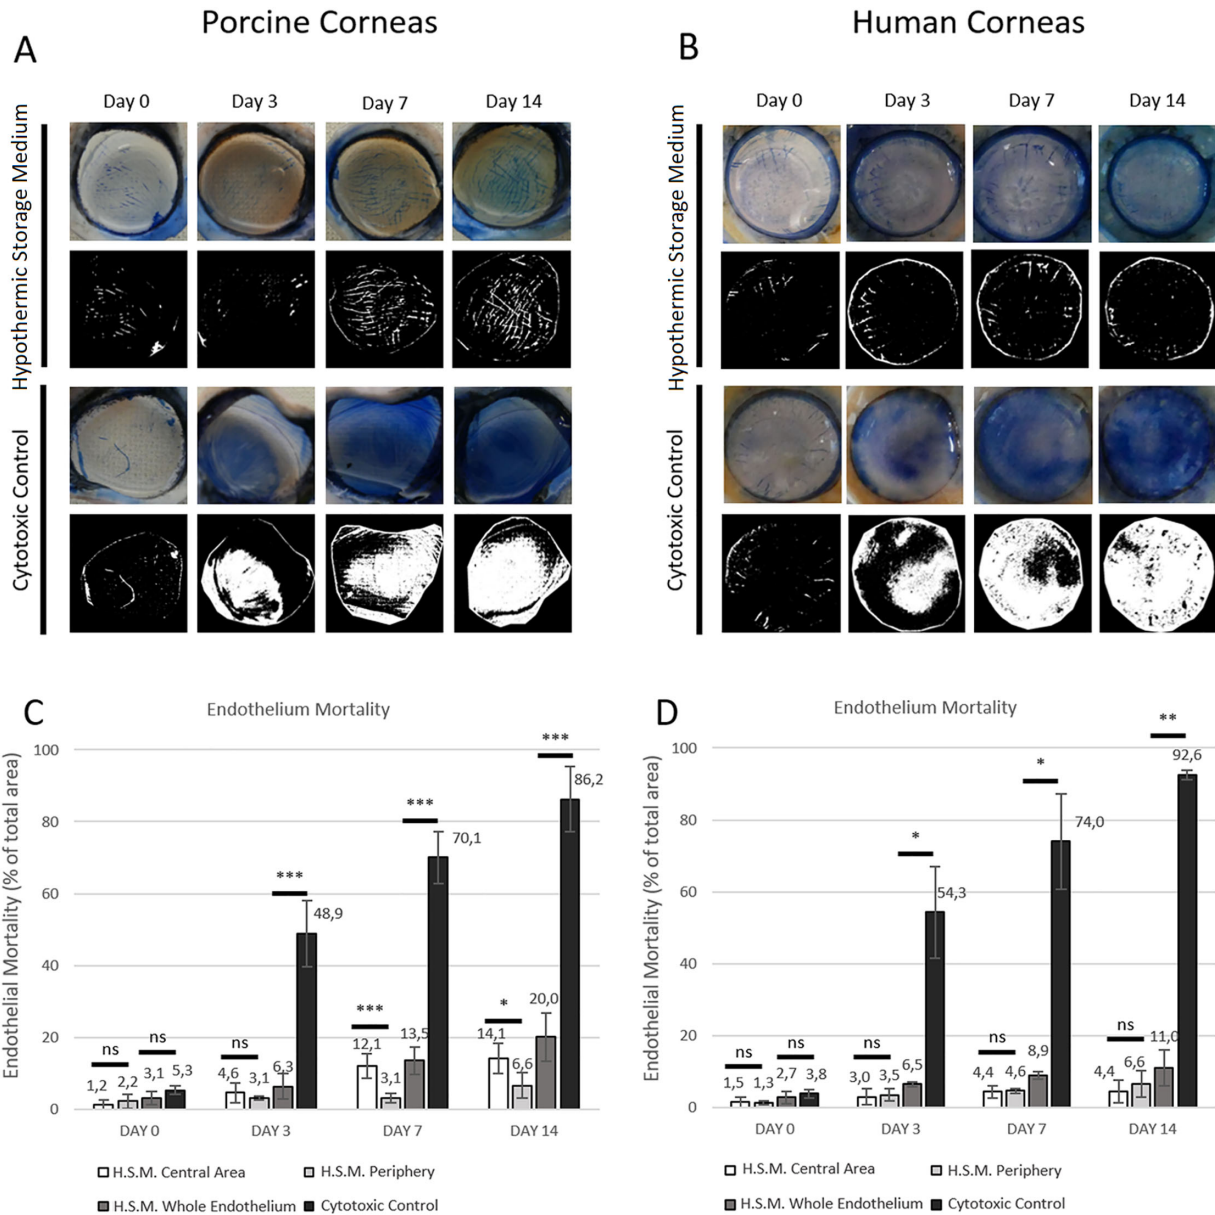 Porcine Corneas
Human Corneas
A
B
Day 0 Day 3 Day 7 Day 14
Day 0 Day 3 Day 7 Day 14
Hypothermic Storage Medium
Hypothermic Storage Medium
Cytotoxic Control
Cytotoxic Control
C
Endothelium Mortality
Endothelial Mortality (% of total area)
100
80
60
40
20
0
ns ns ns *** *** *** * ***
1,2 2,2 3,1 5,3
4,6 3,1 6,3 48,9
12,1 3,1 13,5 70,1
14,1 6,6 20,0 86,2
DAY 0 DAY 3 DAY 7 DAY 14
H.S.M. Central Area H.S.M. Periphery
H.S.M. Whole Endothelium Cytotoxic Control
D
Endothelium Mortality
Endothelial Mortality (% of total area)
100
80
60
40
20
0
ns ns ns * ns * ns **
1,5 1,3 2,7 3,8
3,0 3,5 6,5 54,3
4,4 4,6 8,9 74,0
4,4 6,6 11,0 92,6
DAY 0 DAY 3 DAY 7 DAY 14
H.S.M. Central Area H.S.M. Periphery
H.S.M. Whole Endothelium Cytotoxic Control